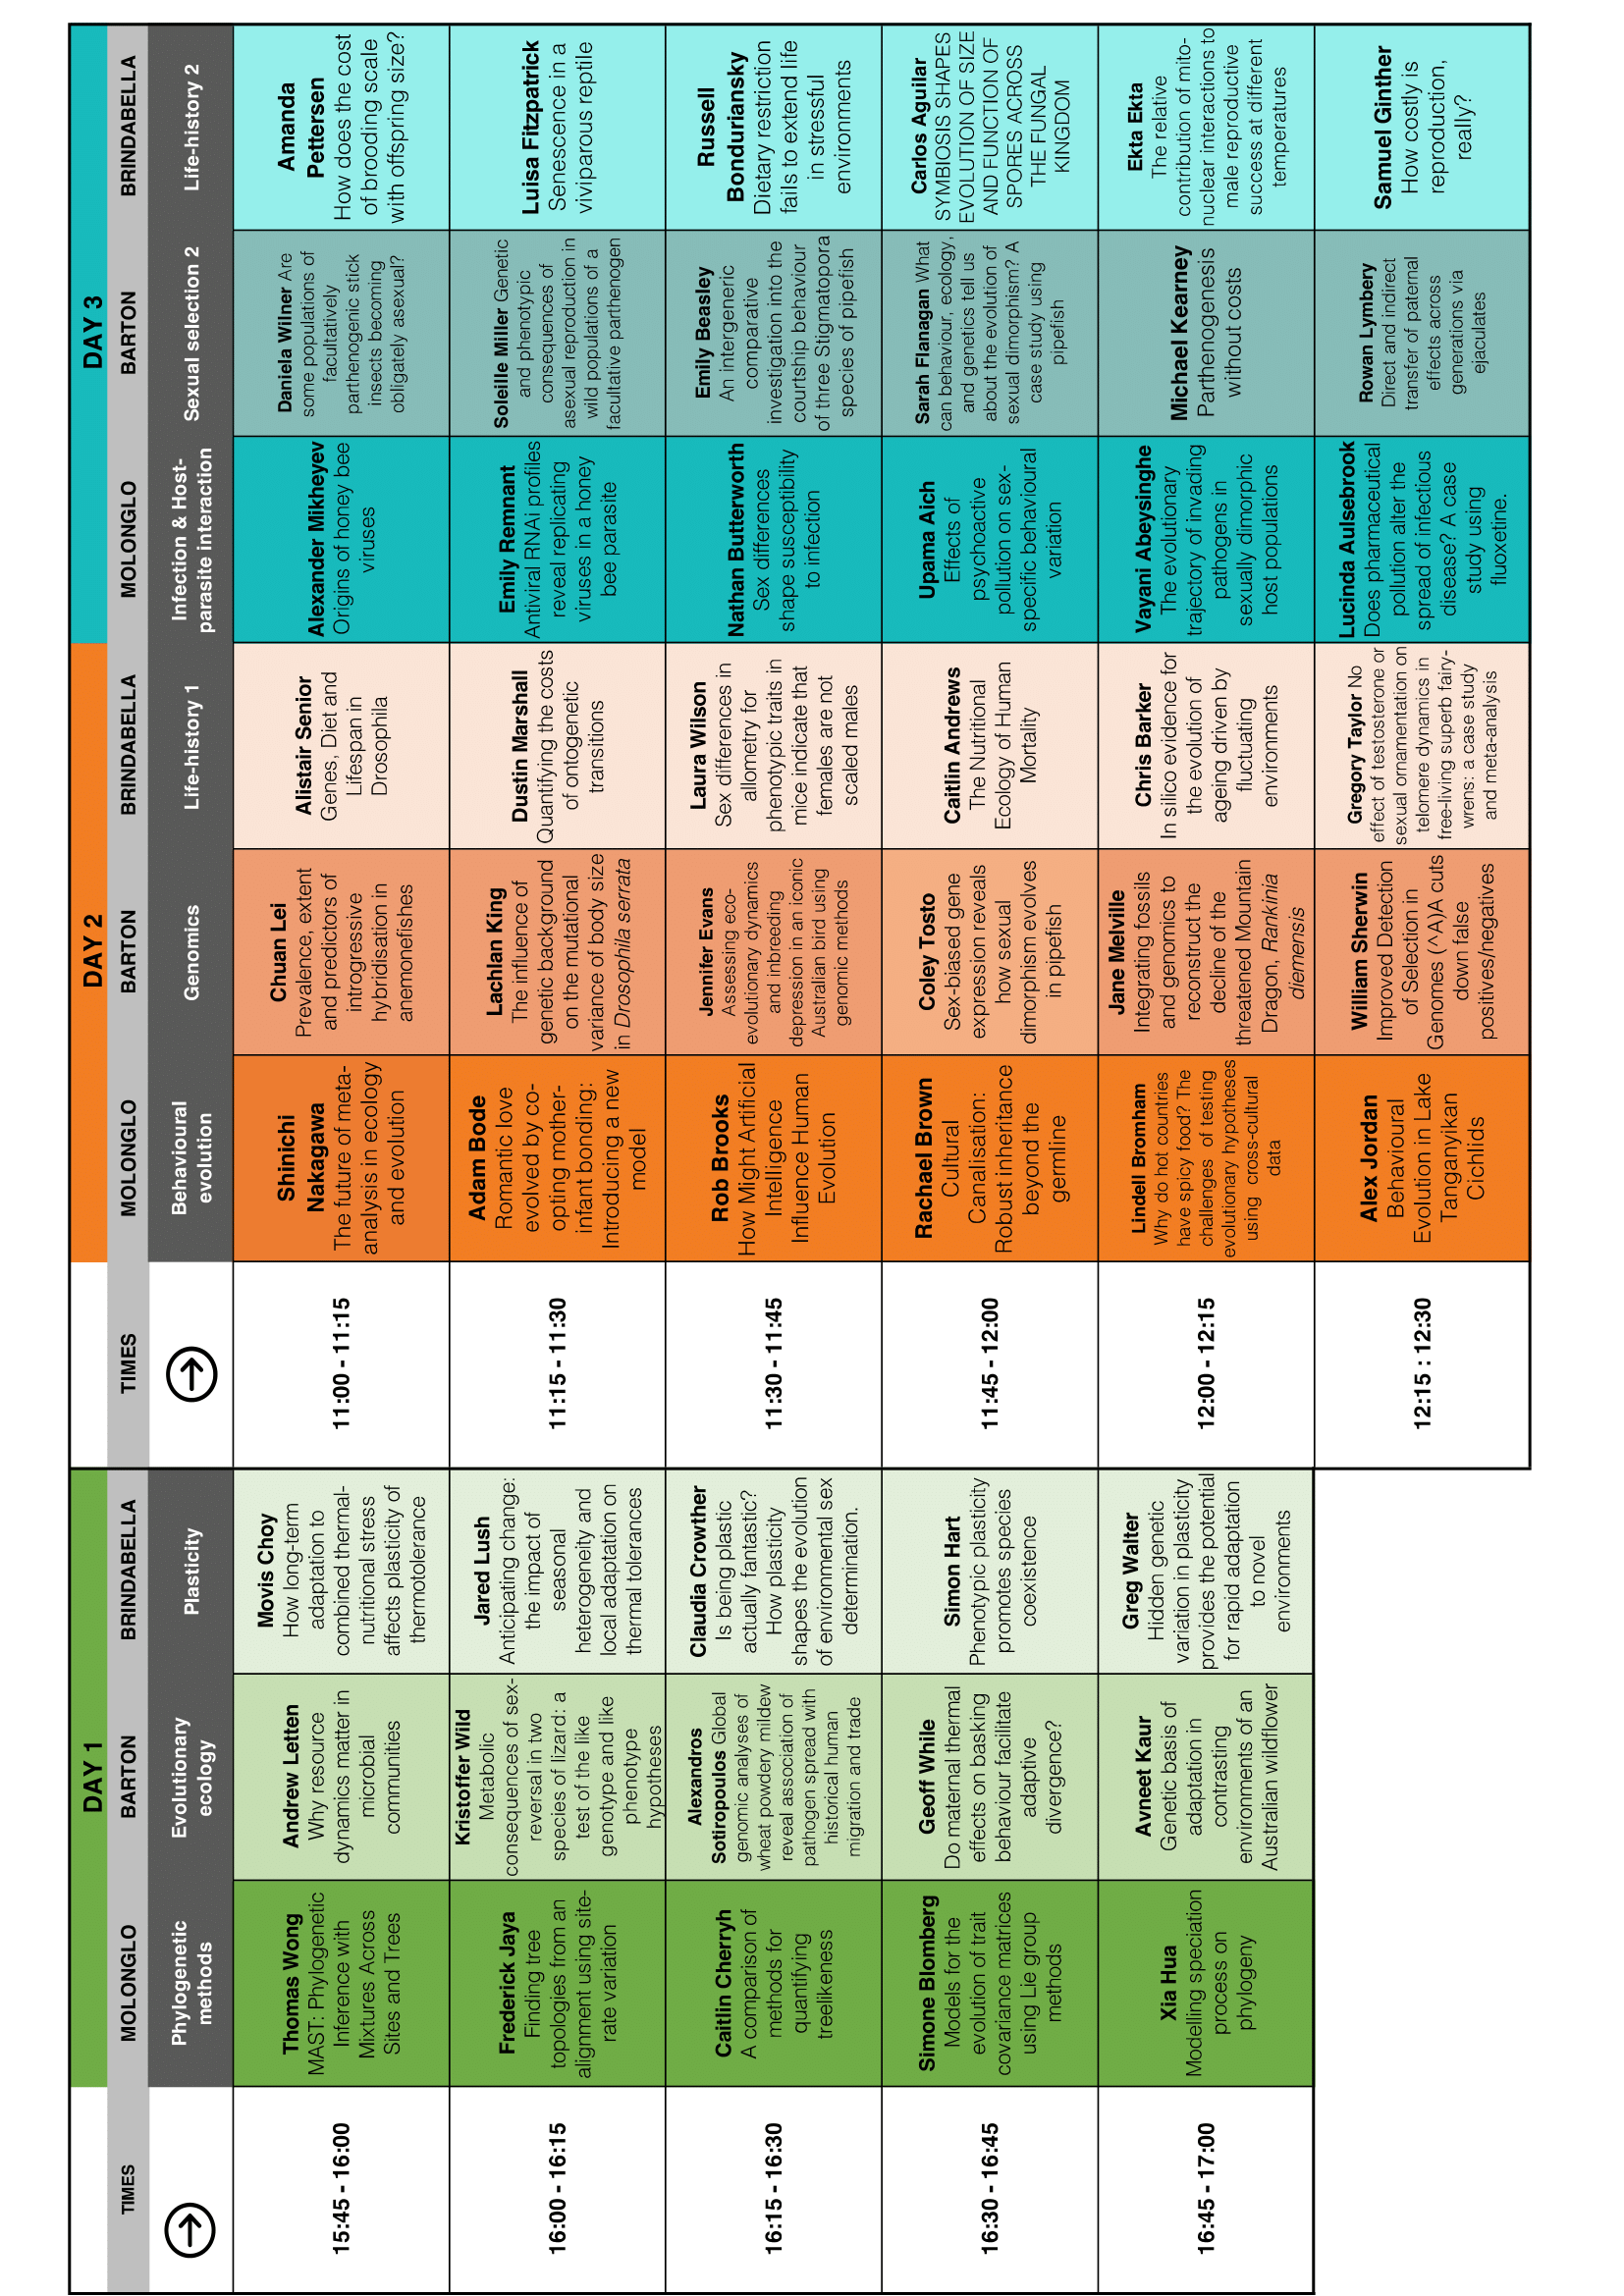 DAY 1
DAY 2
DAY 3
TIMES
MOLONGLO
BARTON
BRINDABELLA
TIMES
MOLONGLO
BARTON
BRINDABELLA
MOLONGLO
BARTON
BRINDABELLA
Phylogenetic
methods
Evolutionary
ecology
Plasticity
Behavioural
evolution
Genomics
Life-history 1
Infection & Host-
parasite interaction
Sexual selection 2
Life-history 2
15:45 - 16:00
Thomas Wong
MAST: Phylogenetic
Inference with
Mixtures Across
Sites and Trees
Andrew Letten
Why resource
dynamics matter in
microbial
communities
Movis Choy
How long-term
adaptation to
combined thermal-
nutritional stress
affects plasticity of
thermotolerance
11:00 - 11:15
Shinichi
Nakagawa
The future of meta-
analysis in ecology
and evolution
Chuan Lei
Prevalence, extent
and predictors of
introgressive
hybridisation in
anemonefishes
Alistair Senior
Genes, Diet and
Lifespan in
Drosophila
Alexander Mikheyev
Origins of honey bee
viruses
Daniela Wilner Are
some populations of
facultatively
parthenogenic stick
insects becoming
obligately asexual?
Amanda
Pettersen
How does the cost
of brooding scale
with offspring size?
16:00 - 16:15
Frederick Jaya
Finding tree
topologies from an
alignment using site-
rate variation
Kristoffer Wild
Metabolic
consequences of sex-
reversal in two
species of lizard: a
test of the like
genotype and like
phenotype
hypotheses
Jared Lush
Anticipating change:
the impact of
seasonal
heterogeneity and
local adaptation on
thermal tolerances
11:15 - 11:30
Adam Bode
Romantic love
evolved by co-
opting mother-
infant bonding:
Introducing a new
model
Lachlan King
The influence of
genetic background
on the mutational
variance of body size
in Drosophila serrata
Dustin Marshall
Quantifying the costs
of ontogenetic
transitions
Emily Remnant
Antiviral RNAi profiles
reveal replicating
viruses in a honey
bee parasite
Soleille Miller Genetic
and phenotypic
consequences of
asexual reproduction in
wild populations of a
facultative parthenogen
Luisa Fitzpatrick
Senescence in a
viviparous reptile
16:15 - 16:30
Caitlin Cherryh
A comparison of
methods for
quantifying
treelikeness
Alexandros
Sotiropoulos Global
genomic analyses of
wheat powdery mildew
reveal association of
pathogen spread with
historical human
migration and trade
Claudia Crowther
Is being plastic
actually fantastic?
How plasticity
shapes the evolution
of environmental sex
determination.
11:30 - 11:45
Rob Brooks
How Might Artificial
Intelligence
Influence Human
Evolution
Jennifer Evans
Assessing eco-
evolutionary dynamics
and inbreeding
depression in an iconic
Australian bird using
genomic methods
Laura Wilson
Sex differences in
allometry for
phenotypic traits in
mice indicate that
females are not
scaled males
Nathan Butterworth
Sex differences
shape susceptibility
to infection
Emily Beasley
An intergeneric
comparative
investigation into the
courtship behaviour
of three Stigmatopora
species of pipefish
Russell
Bonduriansky
Dietary restriction
fails to extend life
in stressful
environments
16:30 - 16:45
Simone Blomberg
Models for the
evolution of trait
covariance matrices
using Lie group
methods
Geoff While
Do maternal thermal
effects on basking
behaviour facilitate
adaptive
divergence?
Simon Hart
Phenotypic plasticity
promotes species
coexistence
11:45 - 12:00
Rachael Brown
Cultural
Canalisation:
Robust inheritance
beyond the
germline
Coley Tosto
Sex-biased gene
expression reveals
how sexual
dimorphism evolves
in pipefish
Caitlin Andrews
The Nutritional
Ecology of Human
Mortality
Upama Aich
Effects of
psychoactive
pollution on sex-
specific behavioural
variation
Sarah Flanagan What
can behaviour, ecology,
and genetics tell us
about the evolution of
sexual dimorphism? A
case study using
pipefish
Carlos Aguilar
SYMBIOSIS SHAPES
EVOLUTION OF SIZE
AND FUNCTION OF
SPORES ACROSS
THE FUNGAL
KINGDOM
16:45 - 17:00
Xia Hua
Modelling speciation
process on
phylogeny
Avneet Kaur
Genetic basis of
adaptation in
contrasting
environments of an
Australian wildflower
Greg Walter
Hidden genetic
variation in plasticity
provides the potential
for rapid adaptation
to novel
environments
12:00 - 12:15
Lindell Bromham
Why do hot countries
have spicy food? The
challenges of testing
evolutionary hypotheses
using cross-cultural
data
Jane Melville
Integrating fossils
and genomics to
reconstruct the
decline of the
threatened Mountain
Dragon, Rankinia
diemensis
Chris Barker
In silico evidence for
the evolution of
ageing driven by
fluctuating
environments
Vayani Abeysinghe
The evolutionary
trajectory of invading
pathogens in
sexually dimorphic
host populations
Michael Kearney
Parthenogenesis
without costs
Ekta Ekta
The relative
contribution of mito-
nuclear interactions to
male reproductive
success at different
temperatures
12:15 : 12:30
Alex Jordan
Behavioural
Evolution in Lake
Tanganyikan
Cichlids
William Sherwin
Improved Detection
of Selection in
Genomes (^A)A cuts
down false
positives/negatives
Gregory Taylor No
effect of testosterone or
sexual ornamentation on
telomere dynamics in
free-living superb fairy-
wrens: a case study
and meta-analysis
Lucinda Aulsebrook
Does pharmaceutical
pollution alter the
spread of infectious
disease? A case
study using
fluoxetine.
Rowan Lymbery
Direct and indirect
transfer of paternal
effects across
generations via
ejaculates
Samuel Ginther
How costly is
reproduction,
really?